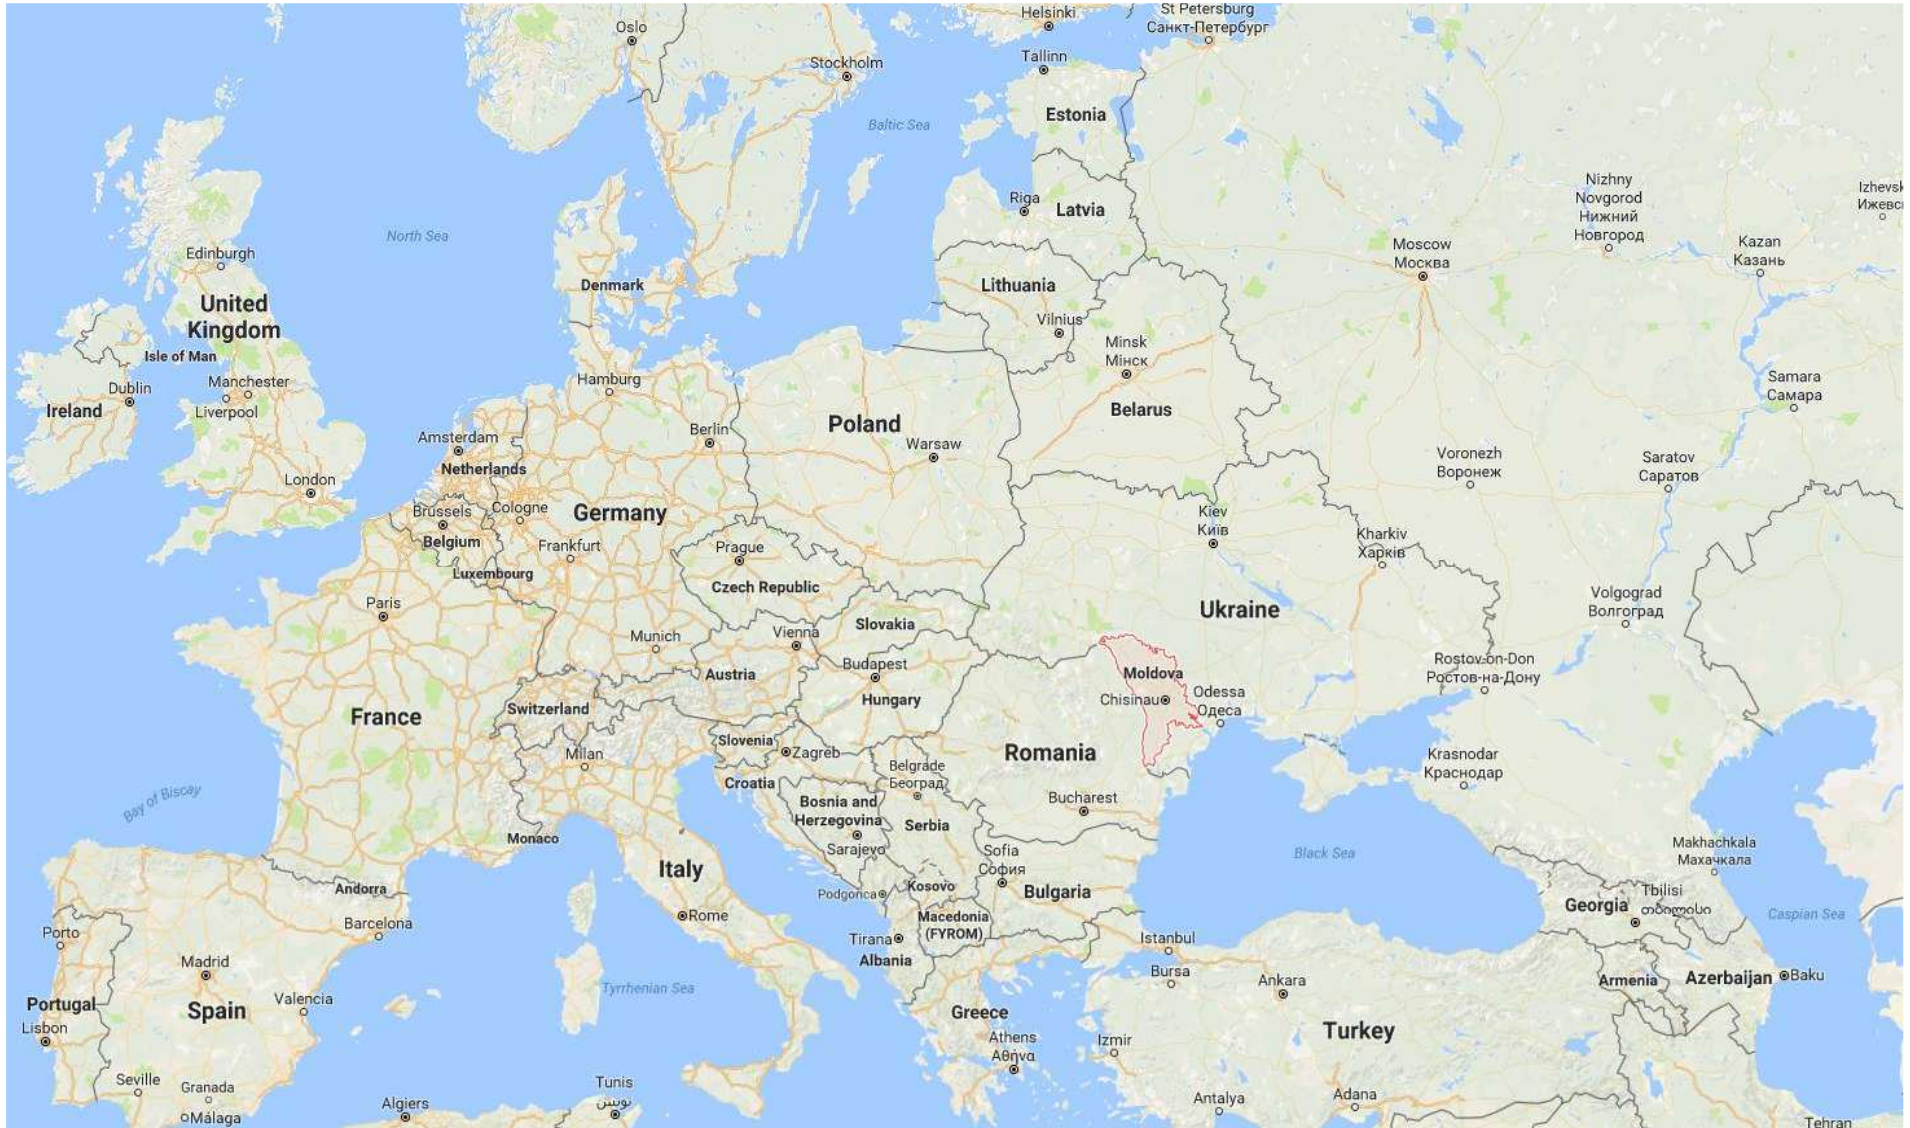 Oslo
Helsinki
St Petersburg
Санкт-Петербург
Stockholm
Tallinn
Estonia
Baltic Sea
Nizhny
Novgorod
Нижний
Новгород
Izhevsk
Riga
Latvia
North Sea
Edinburgh
Moscow
Москва
Kazan
Казань
Denmark
Lithuania
United
Kingdom
Vilnius
Minsk
Мінск
Isle of Man
Dublin
Manchester
Liverpool
Hamburg
Samara
Самара
Ireland
Belarus
Poland
Berlin
Warsaw
Amsterdam
Netherlands
Voronezh
Воронеж
Saratov
Саратов
London
Brussels
Cologne
Germany
Kiev
Київ
Belgium
Frankfurt
Prague
Kharkiv
Харків
Luxembourg
Czech Republic
Paris
Ukraine
Volgograd
Волгоград
Slovakia
Munich
Vienna
Budapest
Rostov-on-Don
Ростов-на-Дону
Austria
Moldova
Hungary
Chisinau
Odessa
Одеса
Switzerland
France
Slovenia
Zagreb
Milan
Romania
Belgrade
Београд
Krasnodar
Краснодар
Croatia
Bosnia and
Herzegovina
Bucharest
Bay of Biscay
Serbia
Monaco
Sarajevo
Sofia
София
Black Sea
Makhachkala
Махачкала
Italy
Andorra
Kosovo
Podgorica
Bulgaria
Georgia
Tbilisi
თბილისი
Macedonia
(FYROM)
Rome
Barcelona
Caspian Sea
Porto
Tirana
Albania
Istanbul
Madrid
Bursa
Ankara
Armenia
Azerbaijan
Baku
Tyrrhenian Sea
Portugal
Spain
Valencia
Greece
Lisbon
Athens
Αθήνα
Izmir
Turkey
Seville
Granada
Málaga
Algiers
Tunis
تونس
Antalya
Adana
Tehran